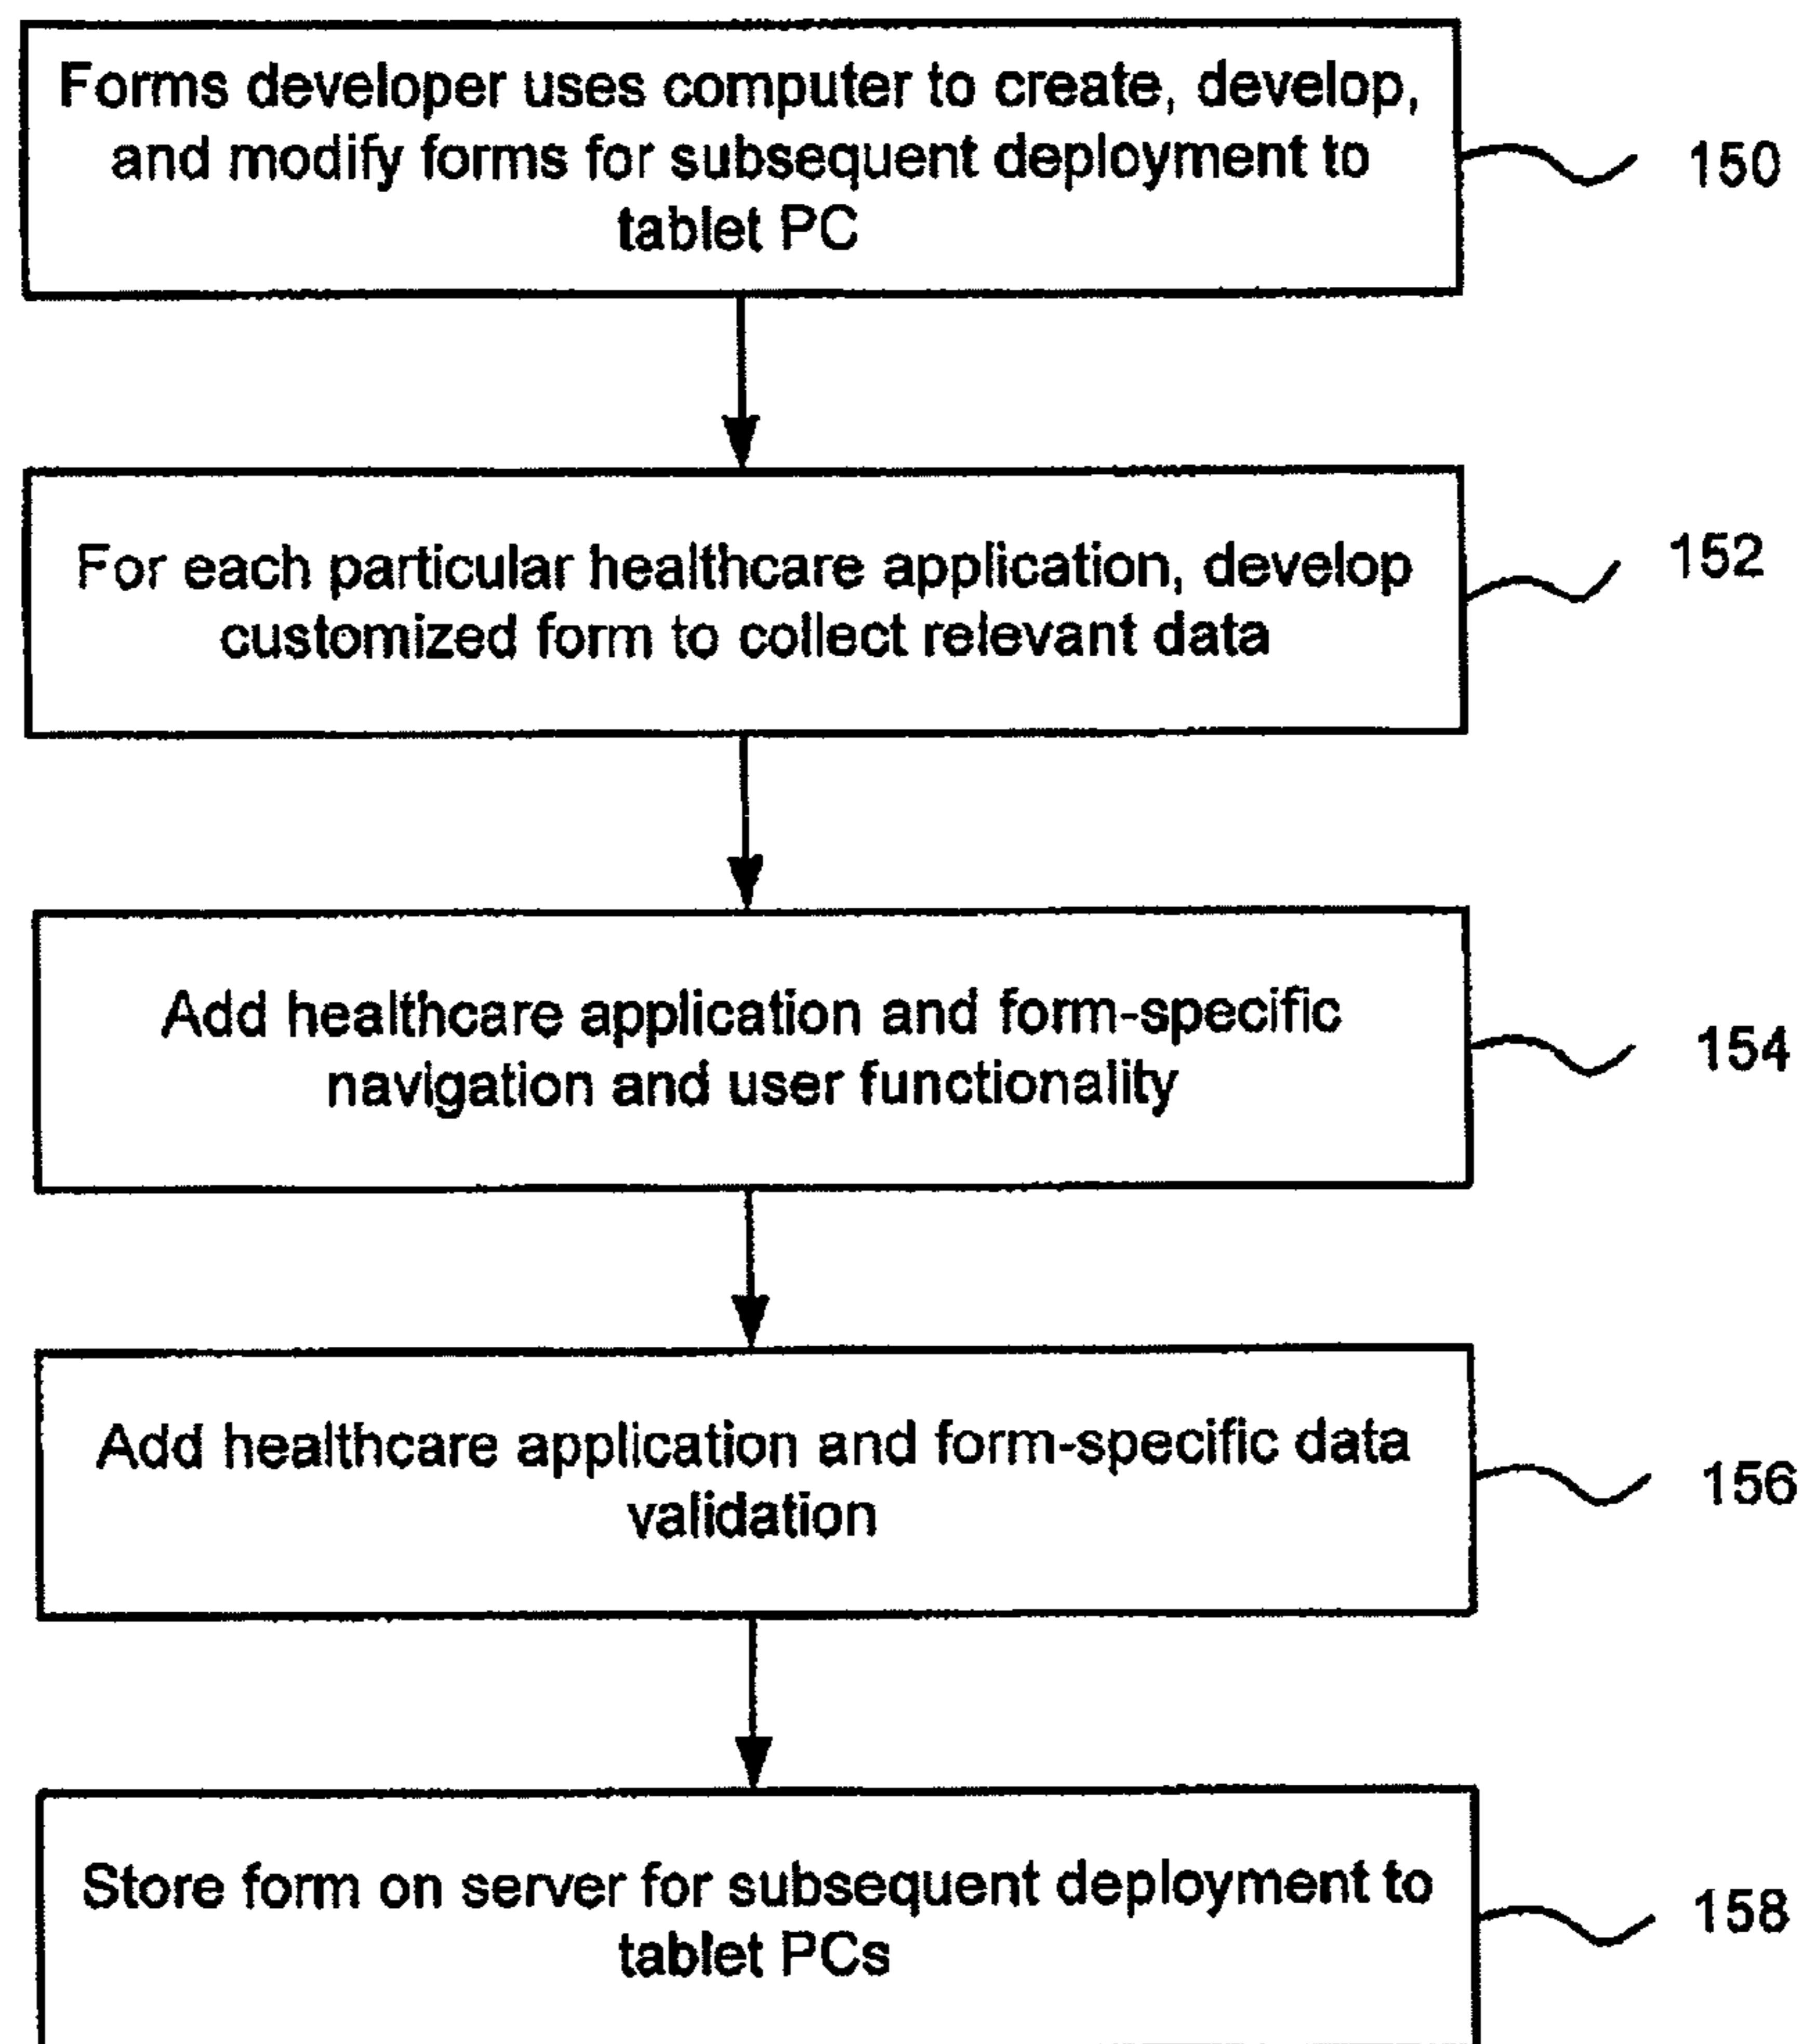 Forms developer uses computer to create, develop,
and modify forms for subsequent deployment to
tablet PC
150
For each particular healthcare application, develop
customized form to collect relevant data
152
Add healthcare application and form-specific
navigation and user functionality
154
Add healthcare application and form-specific data
validation
156
Store form on server for subsequent deployment to
tablet PCs
158